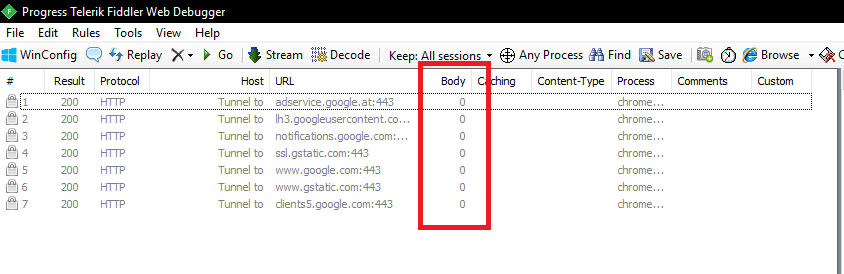 Progress Telerik Fiddler Web Debugger
File Edit Rules Tools View Help
WinConfig Replay Go Stream Decode Keep: All sessions Any Process Find Save Browse
# Result Protocol Host URL Body Caching Content-Type Process Comments Custom
1 200 HTTP Tunnel to adservice.google.at:443 0 chrome...
2 200 HTTP Tunnel to lh3.googleusercontent.co... 0 chrome...
3 200 HTTP Tunnel to notifications.google.com:... 0 chrome...
4 200 HTTP Tunnel to ssl.gstatic.com:443 0 chrome...
5 200 HTTP Tunnel to www.google.com:443 0 chrome...
6 200 HTTP Tunnel to www.gstatic.com:443 0 chrome...
7 200 HTTP Tunnel to clients5.google.com:443 0 chrome...